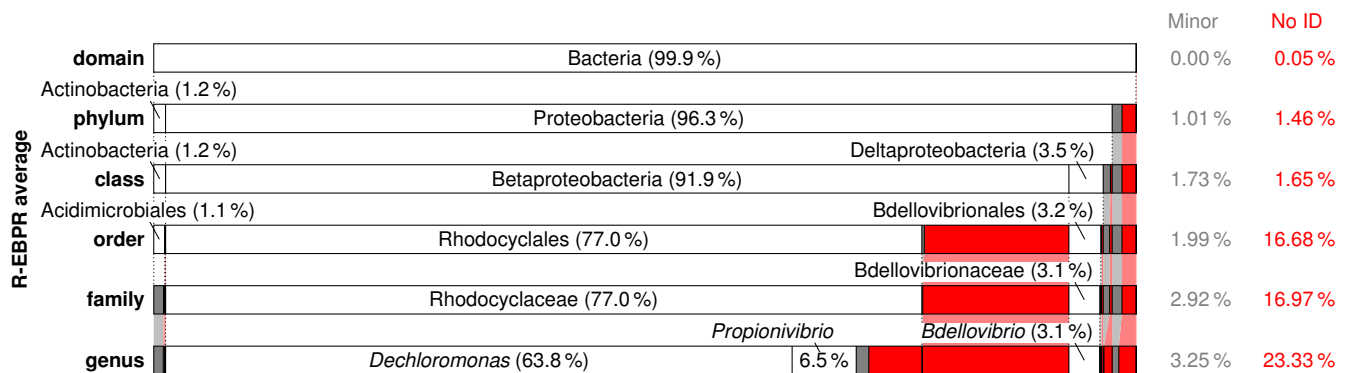 Minor No ID
domain Bacteria (99.9 %) 0.00 % 0.05 %
Actinobacteria (1.2 %)
phylum Proteobacteria (96.3 %) 1.01 % 1.46 %
Actinobacteria (1.2 %) Deltaproteobacteria (3.5 %)
class Betaproteobacteria (91.9 %) 1.73 % 1.65 %
Acidimicrobiales (1.1 %) Bdellovibrionales (3.2 %)
order Rhodocyclales (77.0 %) 1.99 % 16.68 %
Bdellovibrionaceae (3.1 %)
family Rhodocyclaceae (77.0 %) 2.92 % 16.97 %
Propionivibrio Bdellovibrio (3.1 %)
genus Dechloromonas (63.8 %) 6.5 % 3.25 % 23.33 %
R-EBPR average